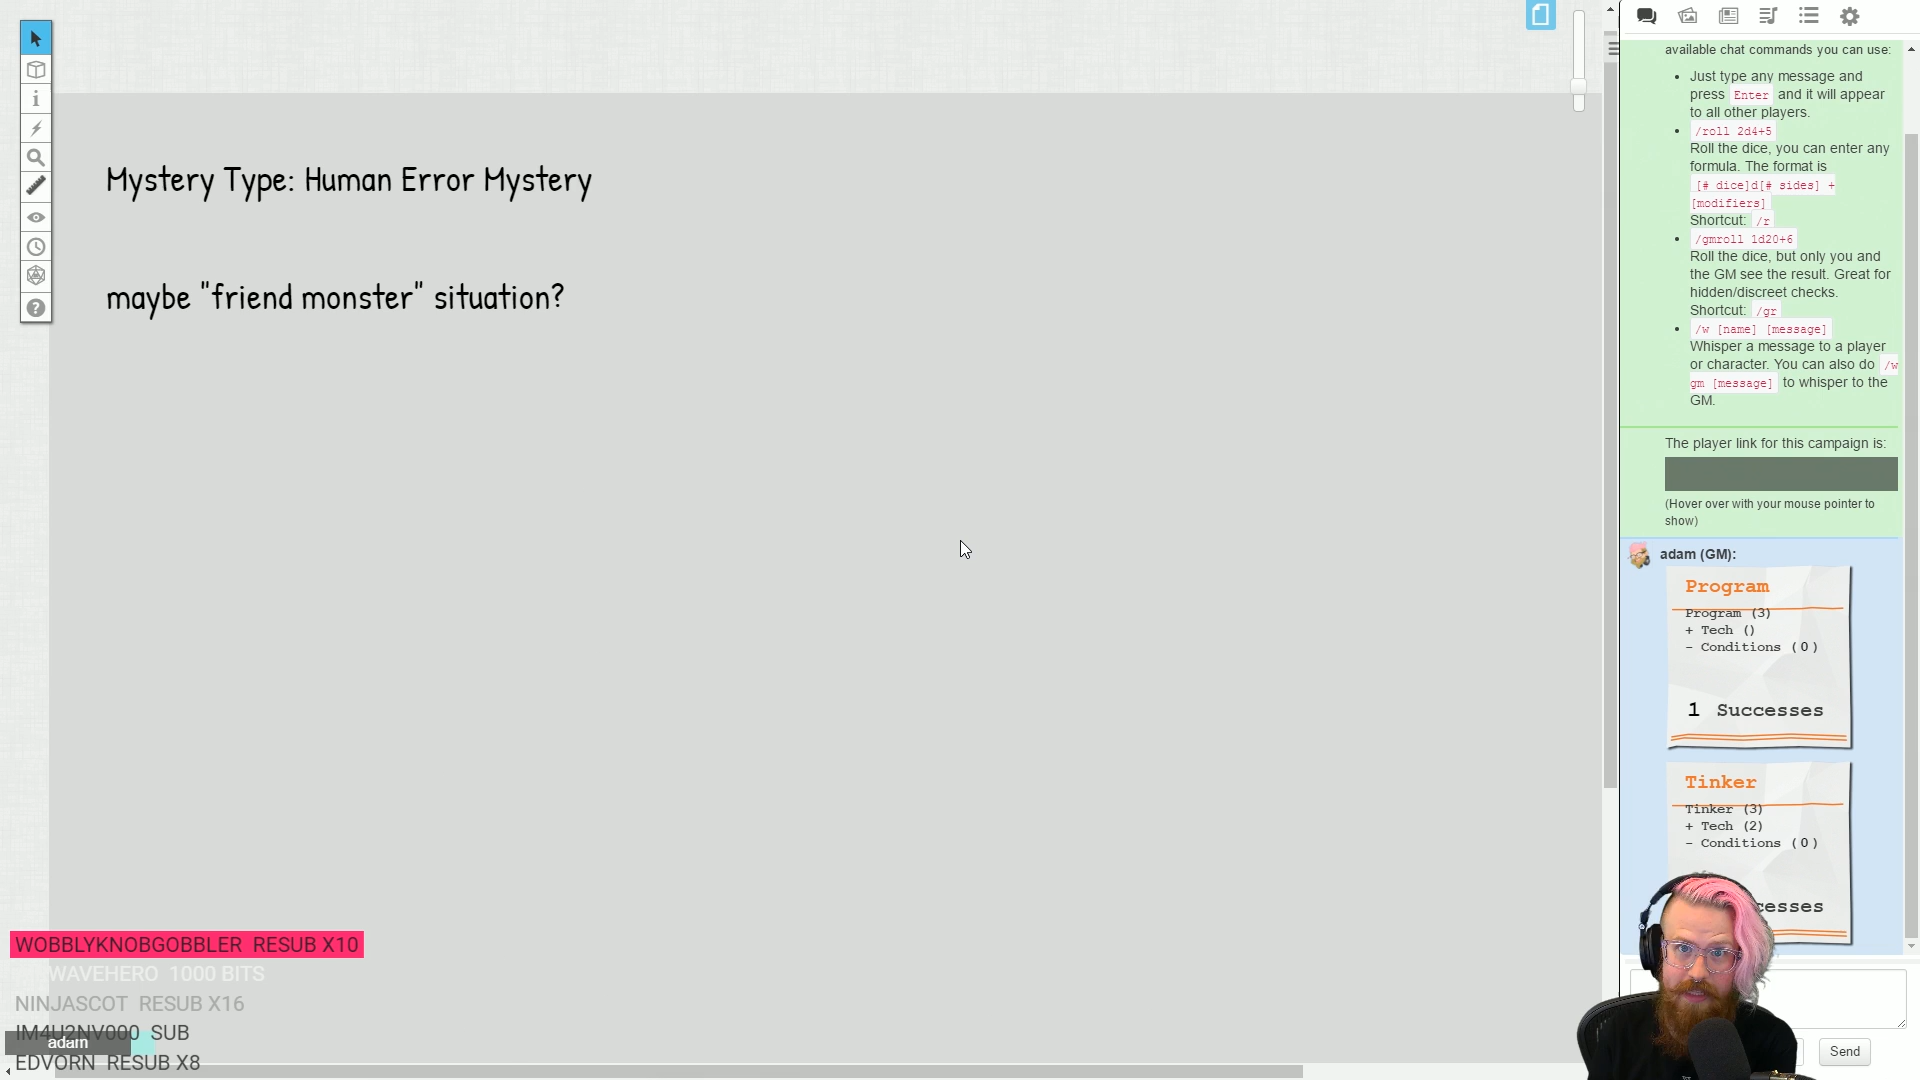 Mystery Type: Human Error Mystery
maybe "friend monster" situation?
available chat commands you can use:
Just type any message and
press Enter and it will appear
to all other players.
/roll 2d4+5
Roll the dice, you can enter any
formula. The format is
[# dice]d[# sides] +
[modifiers]
Shortcut: /r
/gmroll 1d20+6
Roll the dice, but only you and
the GM see the result. Great for
hidden/discreet checks.
Shortcut: /gr
/w [name] [message]
Whisper a message to a player
or character. You can also do /w
gm [message] to whisper to the
GM.
The player link for this campaign is:
(Hover over with your mouse pointer to
show)
adam (GM):
Program
Program (3)
+ Tech ()
- Conditions (0)
1 Successes
Tinker
Tinker (3)
+ Tech (2)
- Conditions (0)
WOBBLYKNOBGOBBLER RESUB X10
WAVEHERO 1000 BITS
NINJASCOT RESUB X16
IM4U2NV000 SUB
adam
EDVORN RESUB X8
Send